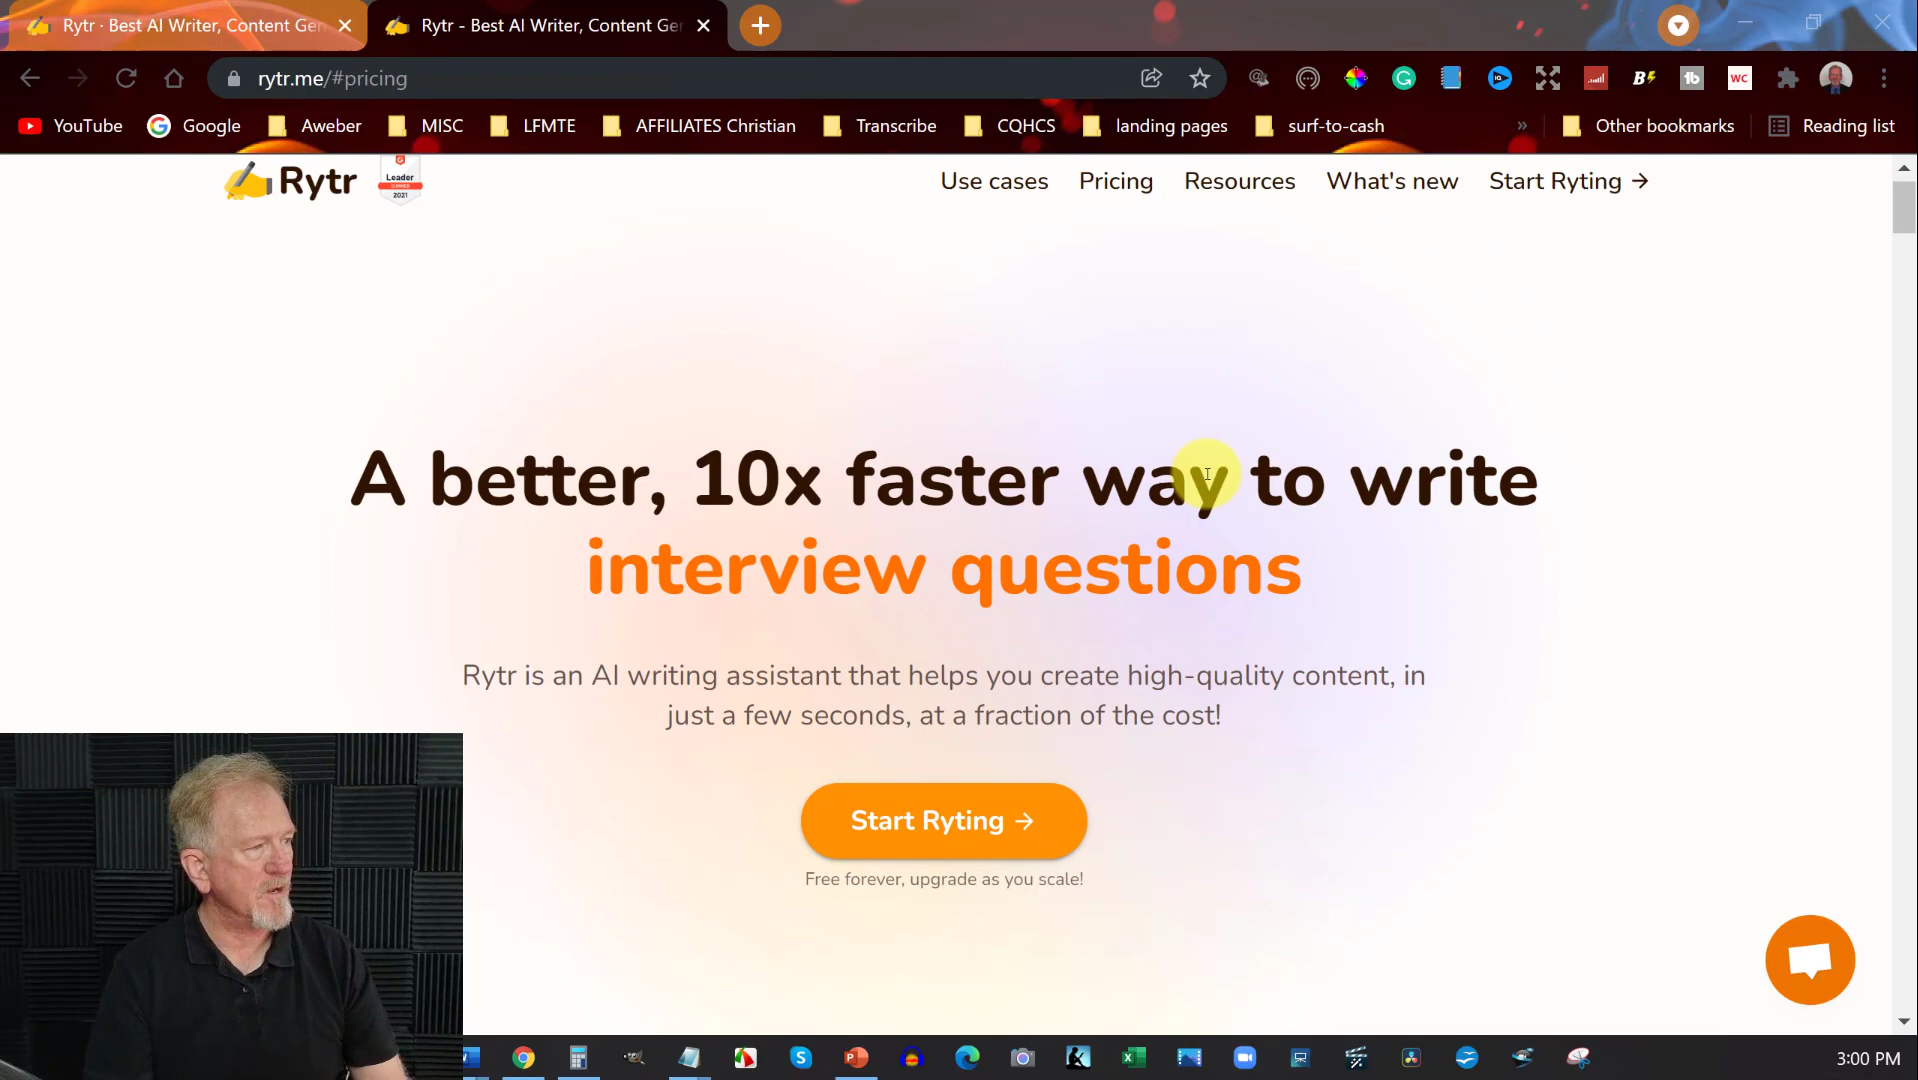 Rytr · Best AI Writer, Content Gen
Rytr - Best AI Writer, Content Ge
rytr.me/#pricing
YouTube
Google
Aweber
MISC
LFMTE
AFFILIATES Christian
Transcribe
CQHCS
landing pages
surf-to-cash
»
Other bookmarks
Reading list
Rytr
Leader
SUMMER
2021
Use cases
Pricing
Resources
What's new
Start Ryting →
A better, 10x faster way to write
interview questions
Rytr is an AI writing assistant that helps you create high-quality content, in
just a few seconds, at a fraction of the cost!
Start Ryting →
Free forever, upgrade as you scale!
3:00 PM